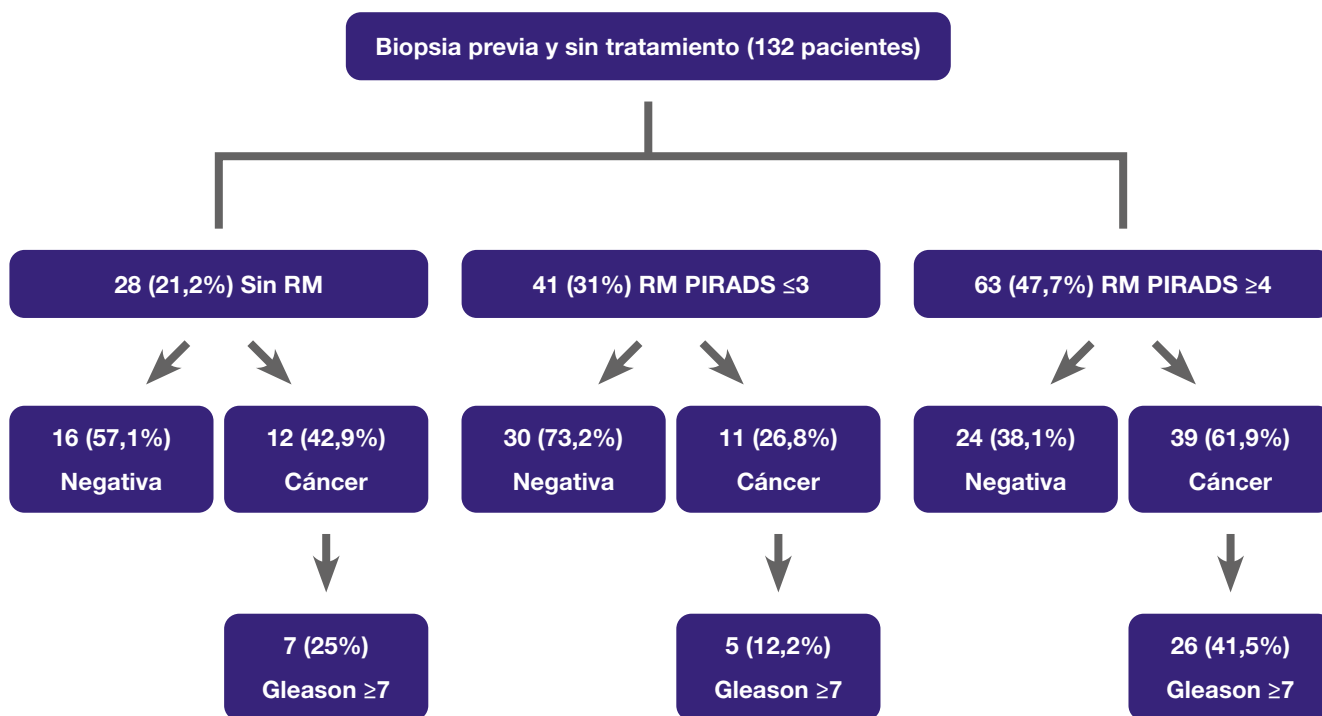 Biopsia previa y sin tratamiento (132 pacientes)
28 (21,2%) Sin RM
41 (31%) RM PIRADS ≤3
63 (47,7%) RM PIRADS ≥4
16 (57,1%)
Negativa
12 (42,9%)
Cáncer
30 (73,2%)
Negativa
11 (26,8%)
Cáncer
24 (38,1%)
Negativa
39 (61,9%)
Cáncer
7 (25%)
Gleason ≥7
5 (12,2%)
Gleason ≥7
26 (41,5%)
Gleason ≥7